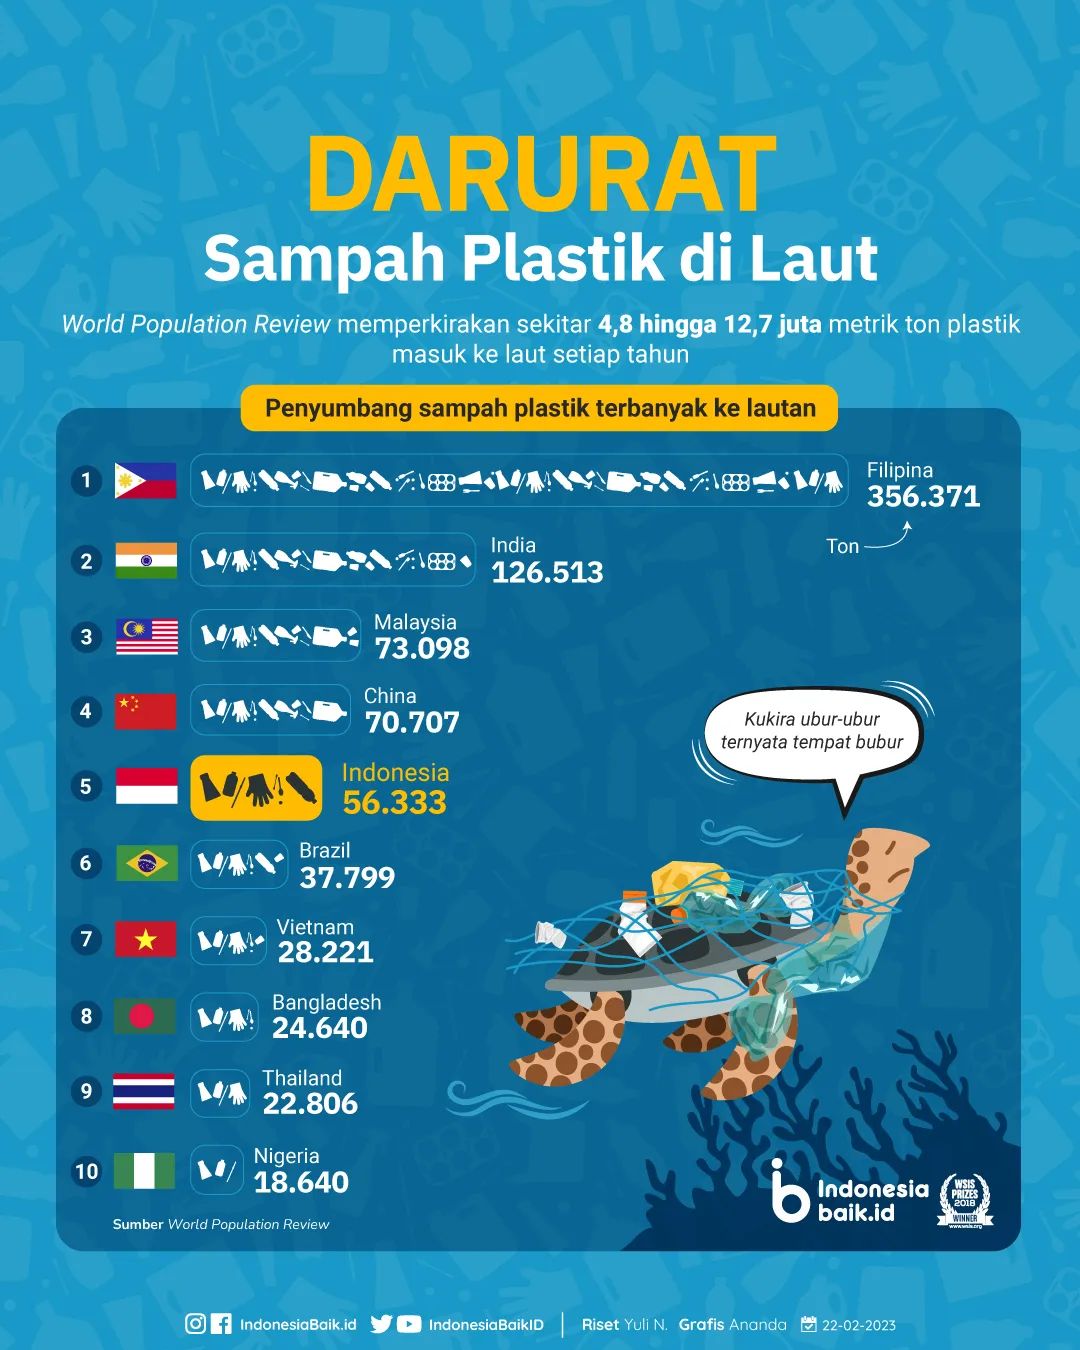 DARURAT
Sampah Plastik di Laut
World Population Review memperkirakan sekitar 4,8 hingga 12,7 juta metrik ton plastik
masuk ke laut setiap tahun
Penyumbang sampah plastik terbanyak ke lautan
1
Filipina
356.371
Ton
2
India
126.513
3
Malaysia
73.098
4
China
70.707
5
Indonesia
56.333
6
Brazil
37.799
7
Vietnam
28.221
8
Bangladesh
24.640
9
Thailand
22.806
10
Nigeria
18.640
Kukira ubur-ubur
ternyata tempat bubur
Sumber World Population Review
Indonesia
baik.id
WSIS
PRIZES
2018
WINNER
www.wsis.org
IndonesiaBaik.id
IndonesiaBaikID
Riset Yuli N. Grafis Ananda
22-02-2023